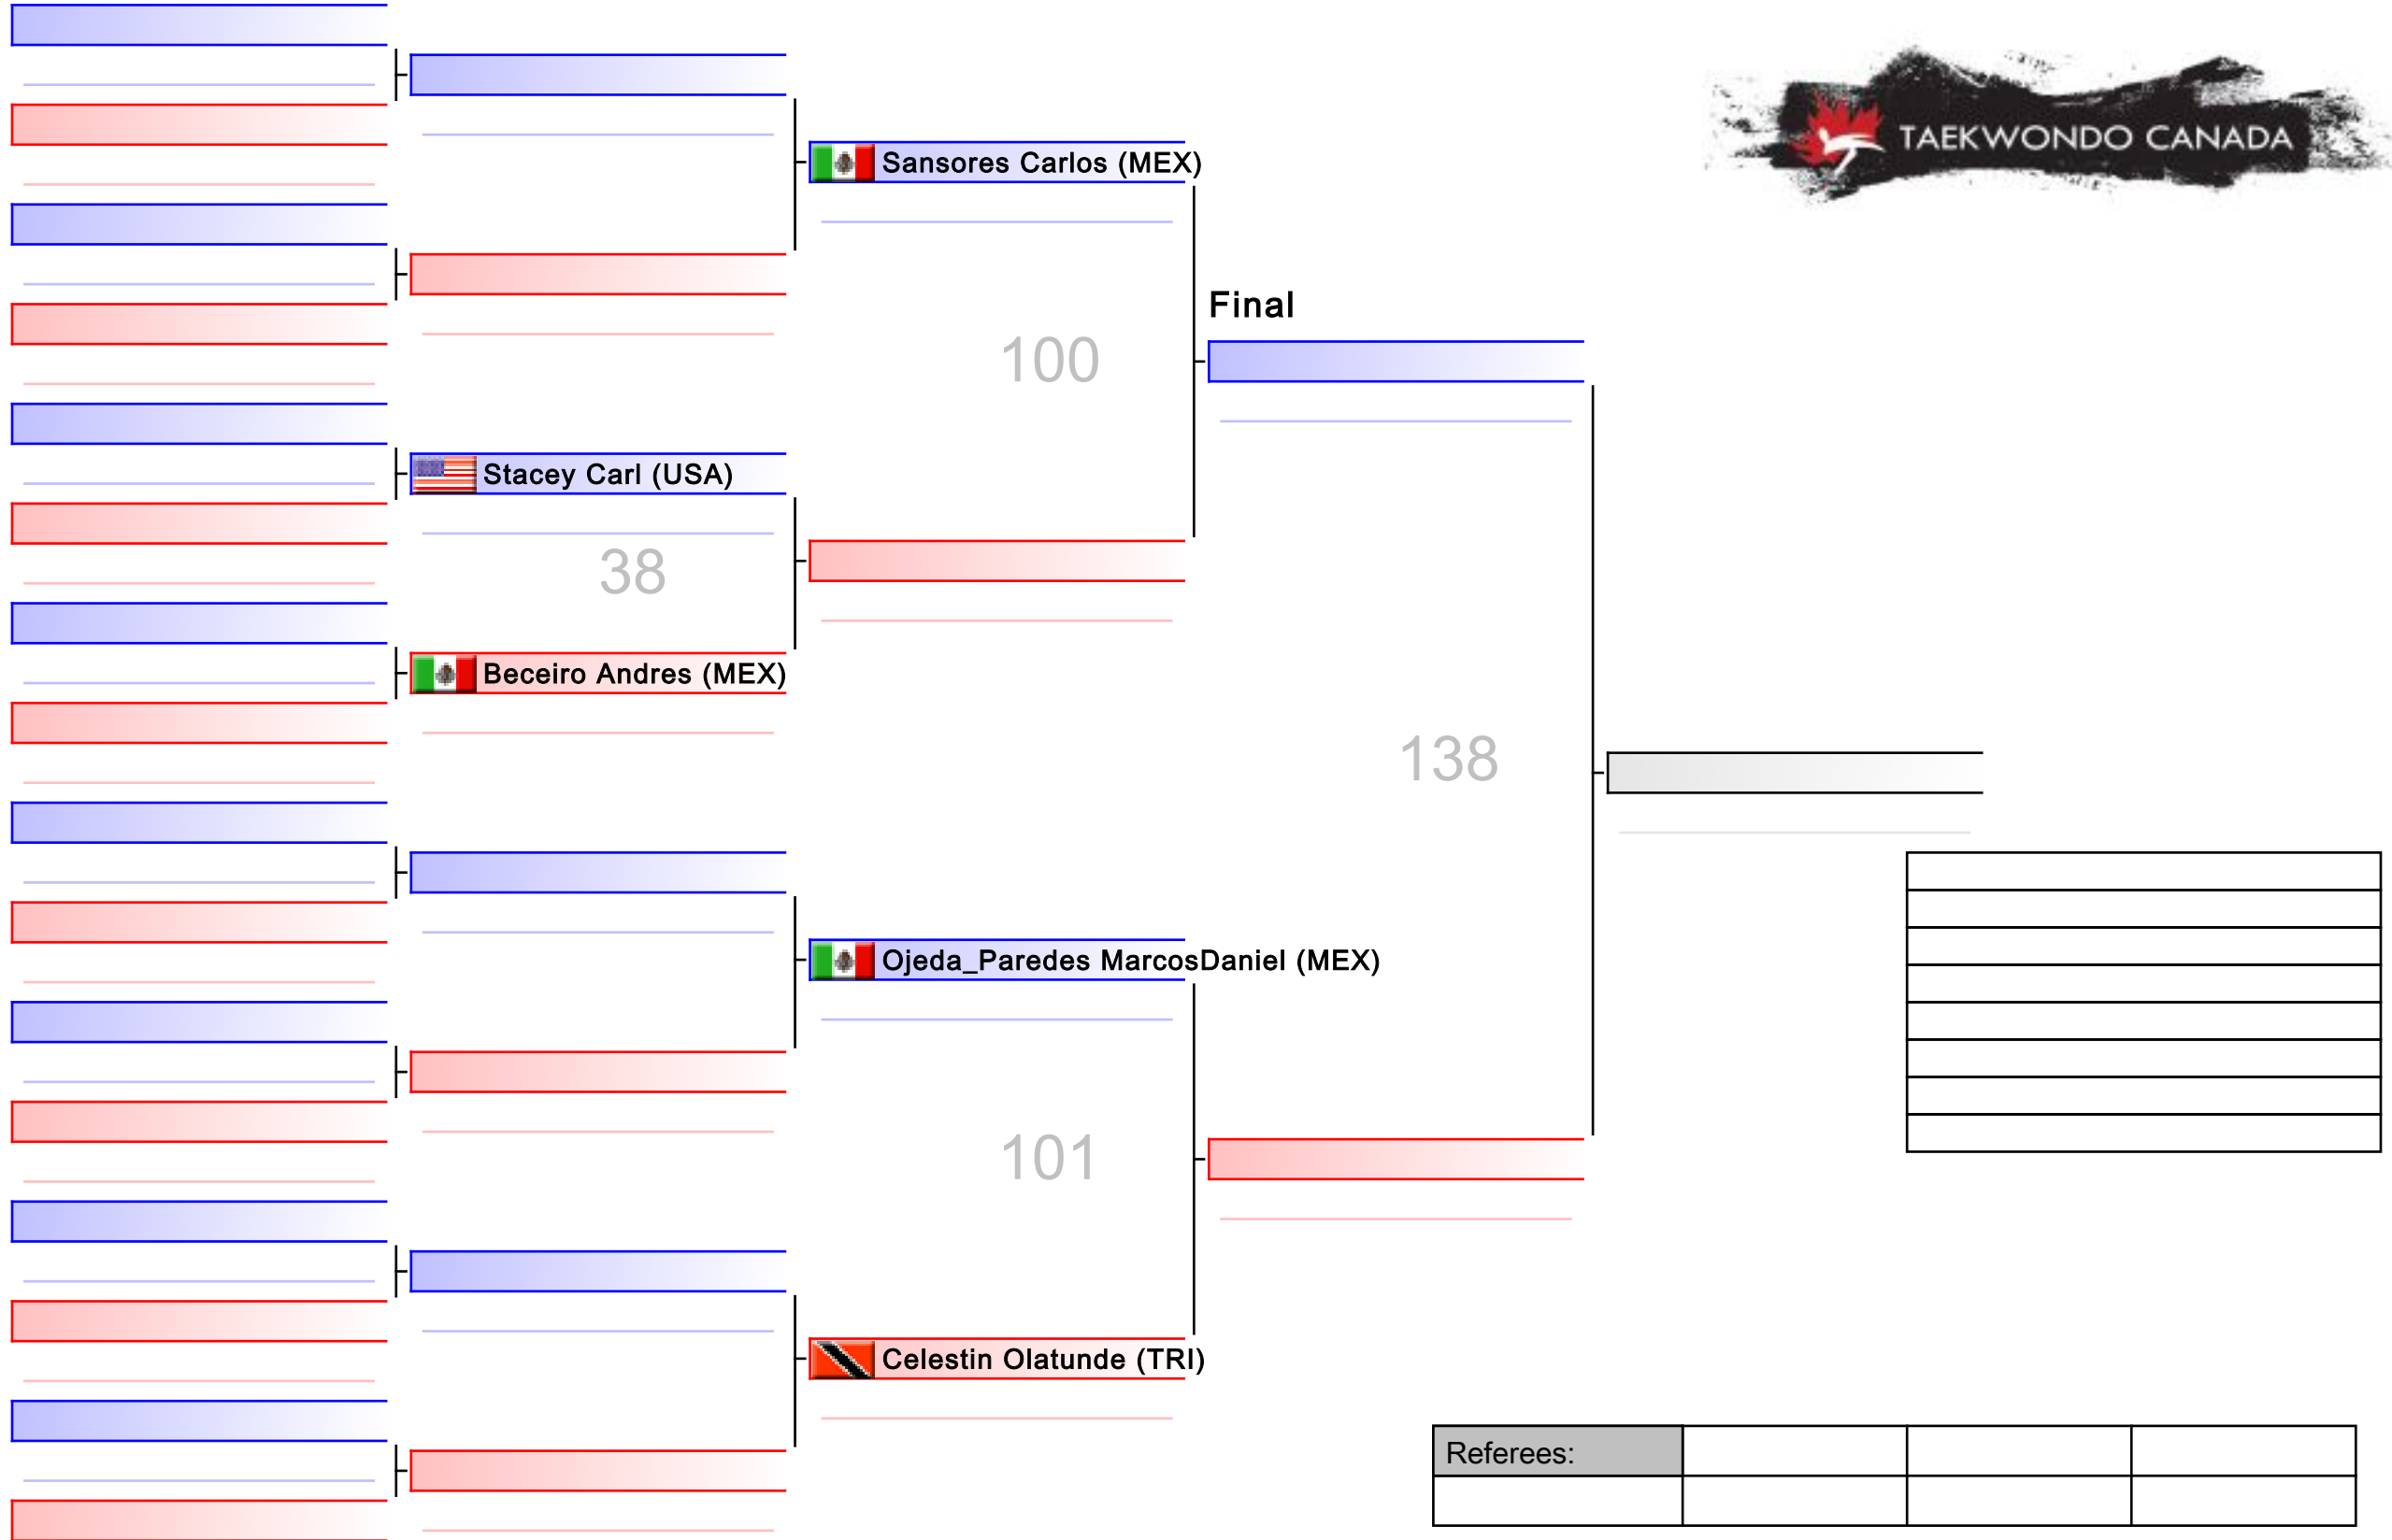 TAEKWONDO CANADA
Sansores Carlos (MEX)
Final
100
Stacey Carl (USA)
38
Beceiro Andres (MEX)
138
Ojeda_Paredes MarcosDaniel (MEX)
101
Celestin Olatunde (TRI)
Referees: